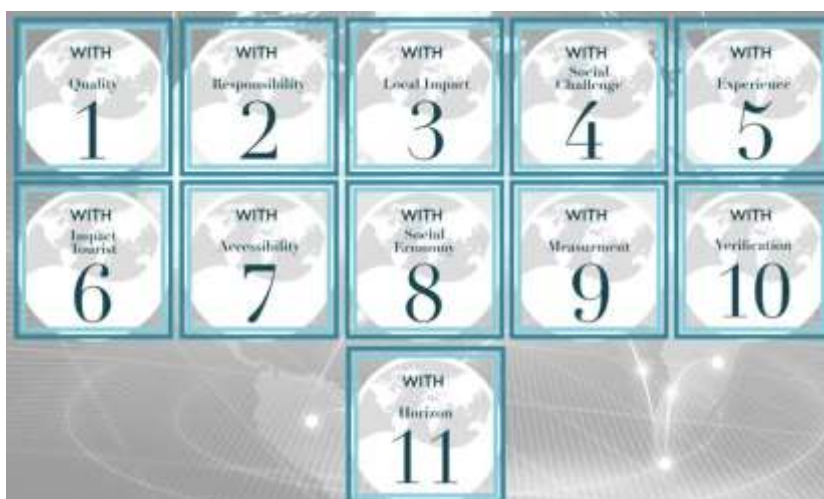 WITH
Quality
1
WITH
Responsibility
2
WITH
Local Impact
3
WITH
Social
Challenge
4
WITH
Experience
5
WITH
Impact
Tourist
6
WITH
Accessibility
7
WITH
Social
Economy
8
WITH
Measurment
9
WITH
Verification
10
WITH
Horizon
11